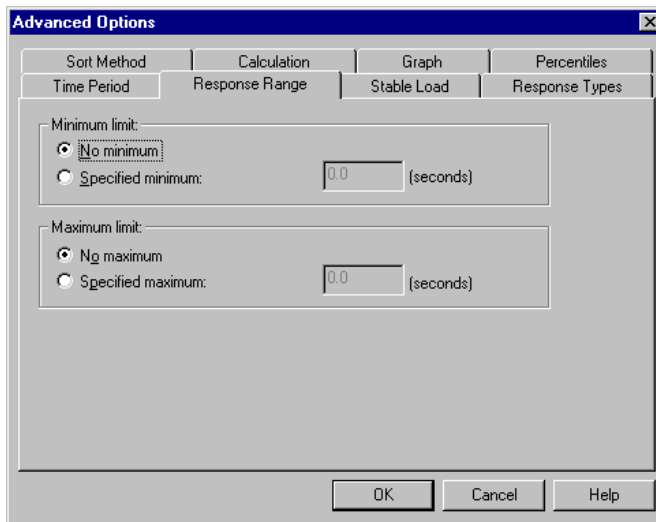 Advanced Options
Sort Method Calculation Graph Percentiles
Time Period Response Range Stable Load Response Types
Minimum limit:
No minimum
Specified minimum: 0.0 (seconds)
Maximum limit:
No maximum
Specified maximum: 0.0 (seconds)
OK Cancel Help